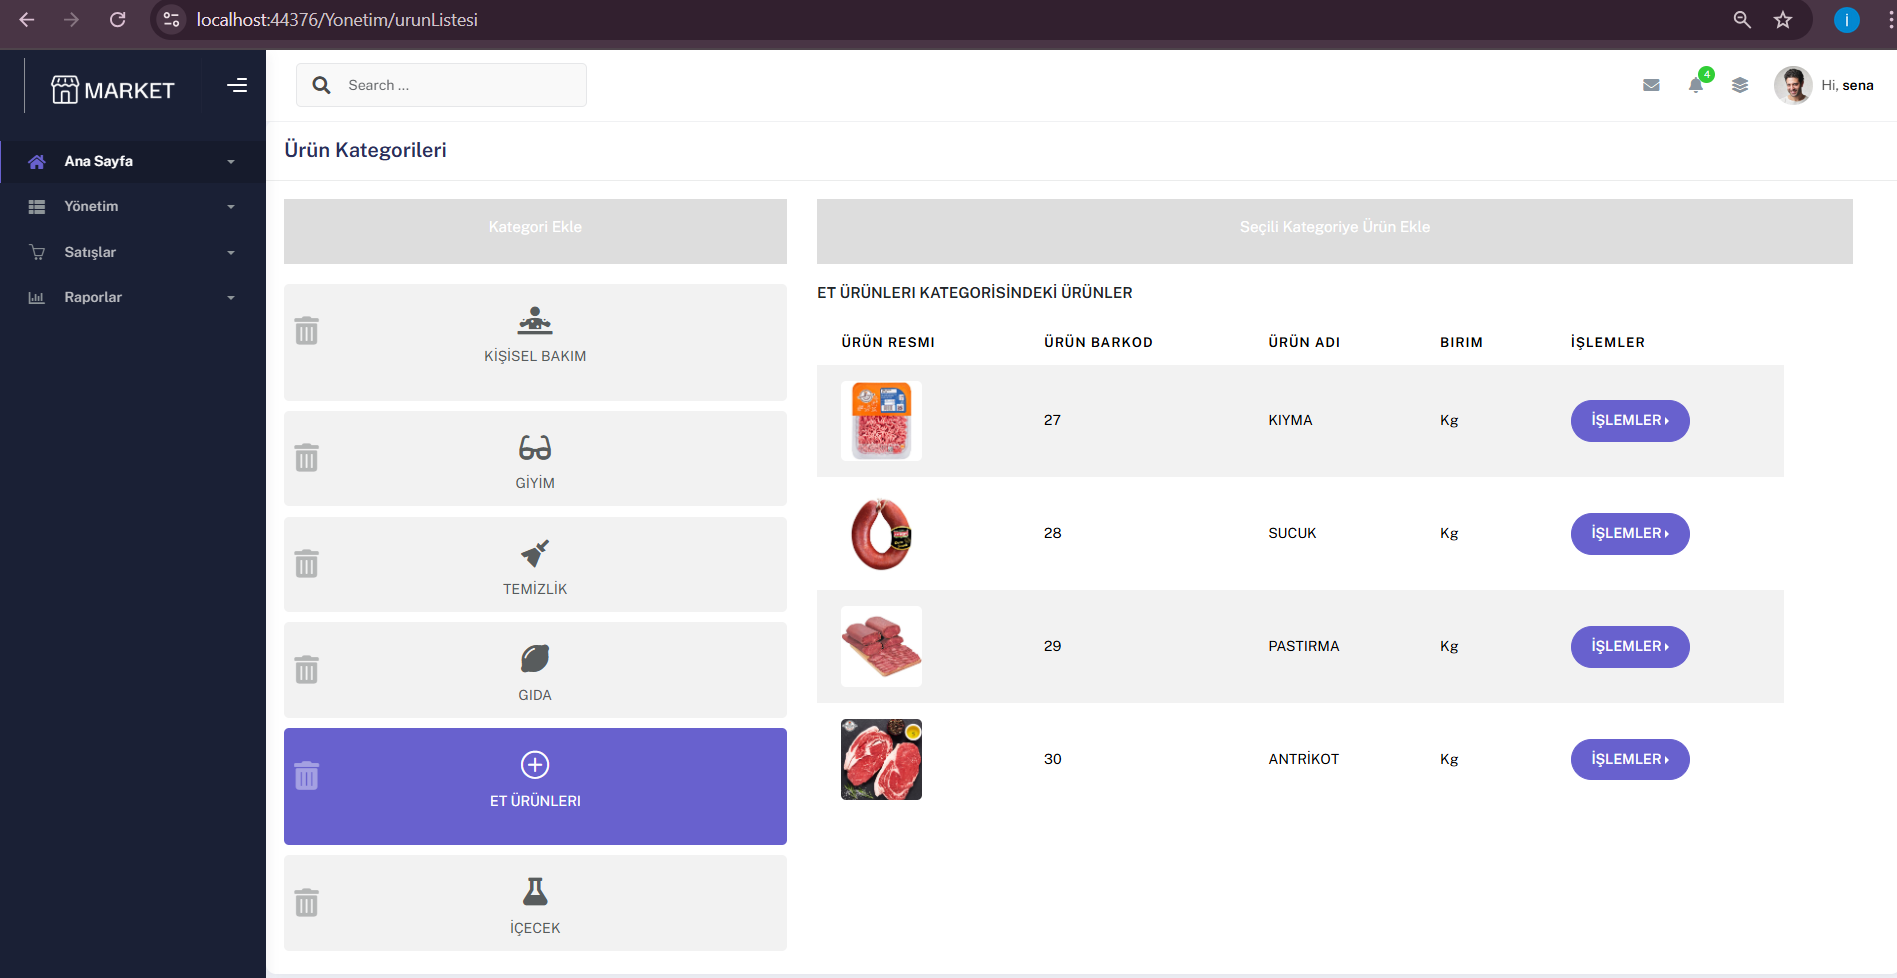 localhost:44376/Yonetim/urunListesi
i
MARKET
Search ...
4
Hi, sena
Ana Sayfa
Yönetim
Satışlar
Raporlar
Ürün Kategorileri
Kategori Ekle
KİŞİSEL BAKIM
GİYİM
TEMİZLİK
GIDA
ET ÜRÜNLERI
İÇECEK
Seçili Kategoriye Ürün Ekle
ET ÜRÜNLERI KATEGORİSİNDEKİ ÜRÜNLER
ÜRÜN RESMI ÜRÜN BARKOD ÜRÜN ADI BIRIM İŞLEMLER
27 KIYMA Kg İŞLEMLER
28 SUCUK Kg İŞLEMLER
29 PASTIRMA Kg İŞLEMLER
30 ANTRİKOT Kg İŞLEMLER